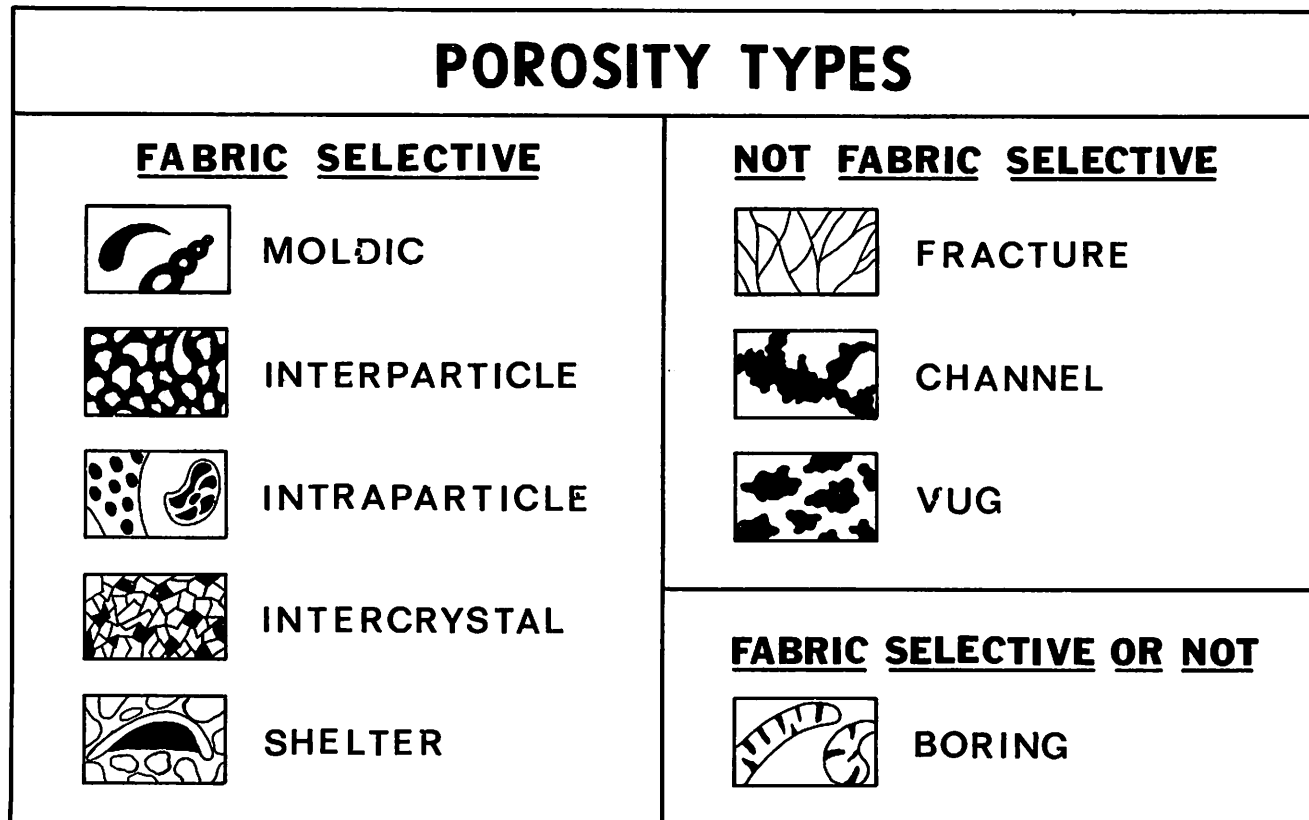 POROSITY TYPES
FABRIC SELECTIVE
MOLDIC
INTERPARTICLE
INTRAPARTICLE
INTERCRYSTAL
SHELTER
NOT FABRIC SELECTIVE
FRACTURE
CHANNEL
VUG
FABRIC SELECTIVE OR NOT
BORING